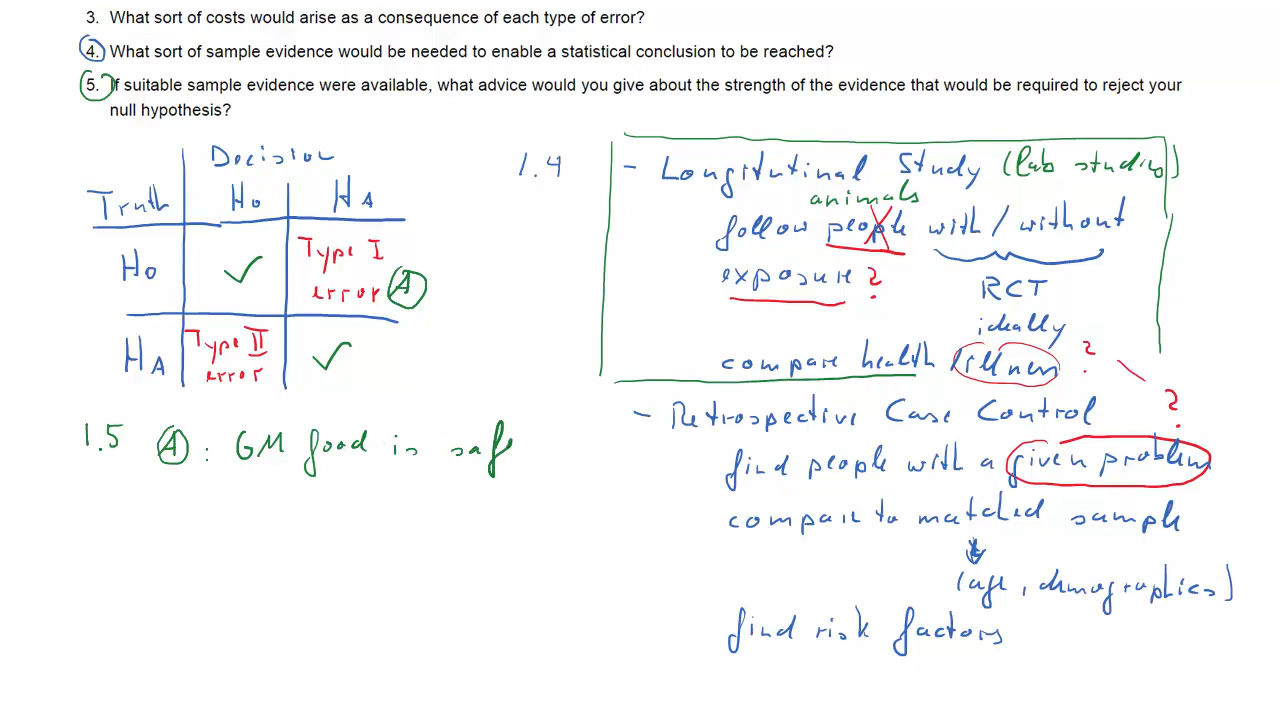 3. What sort of costs would arise as a consequence of each type of error?
4. What sort of sample evidence would be needed to enable a statistical conclusion to be reached?
5. If suitable sample evidence were available, what advice would you give about the strength of the evidence that would be required to reject your
null hypothesis?
Decision
Truth Ho HA
Ho ✓ Type I
error A
HA Type II
error ✓
1.5 A : GM food is saf
1.4 - Longitutinal Study (lab studies)
animals
follow people with / without
exposure ? RCT
ideally
compare health / illness ?
?
- Retrospective Case Control
find people with a given problem
compare to matched sample
(age, demographics)
find risk factors